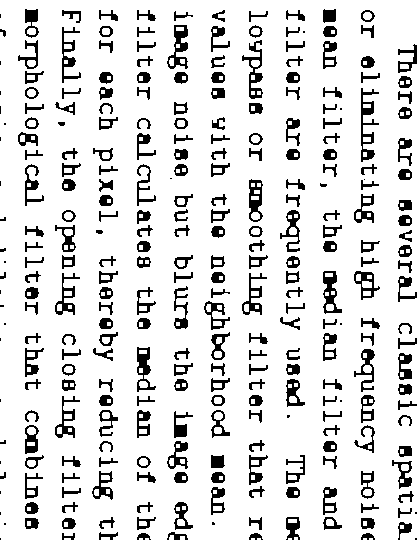 There are several classic spatial
or eliminating high frequency noise
mean filter, the median filter and
filter are frequently used. The me
lowpass or smoothing filter that re
values with the neighborhood mean.
image noise but blurs the image edg
filter calculates the median of the
for each pixel, thereby reducing th
Finally, the opening closing filter
morphological filter that combines